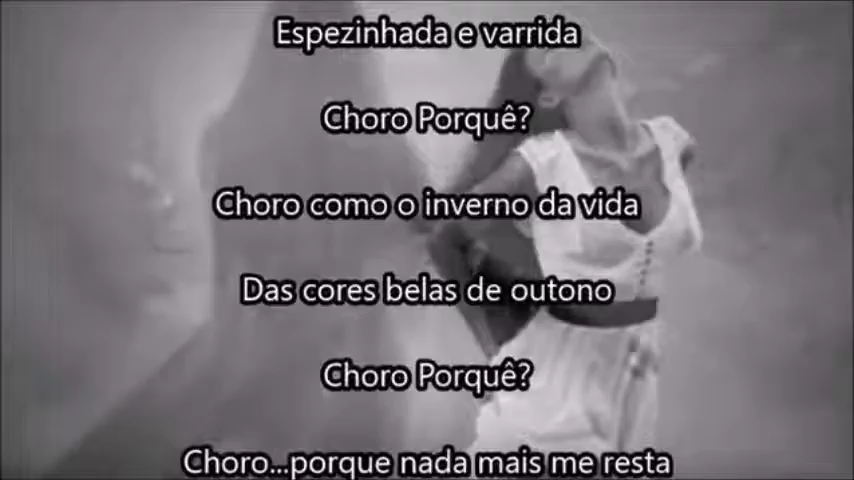 Espezinhada e varrida
Choro Porquê?
Choro como o inverno da vida
Das cores belas de outono
Choro Porquê?
Choro...porque nada mais me resta